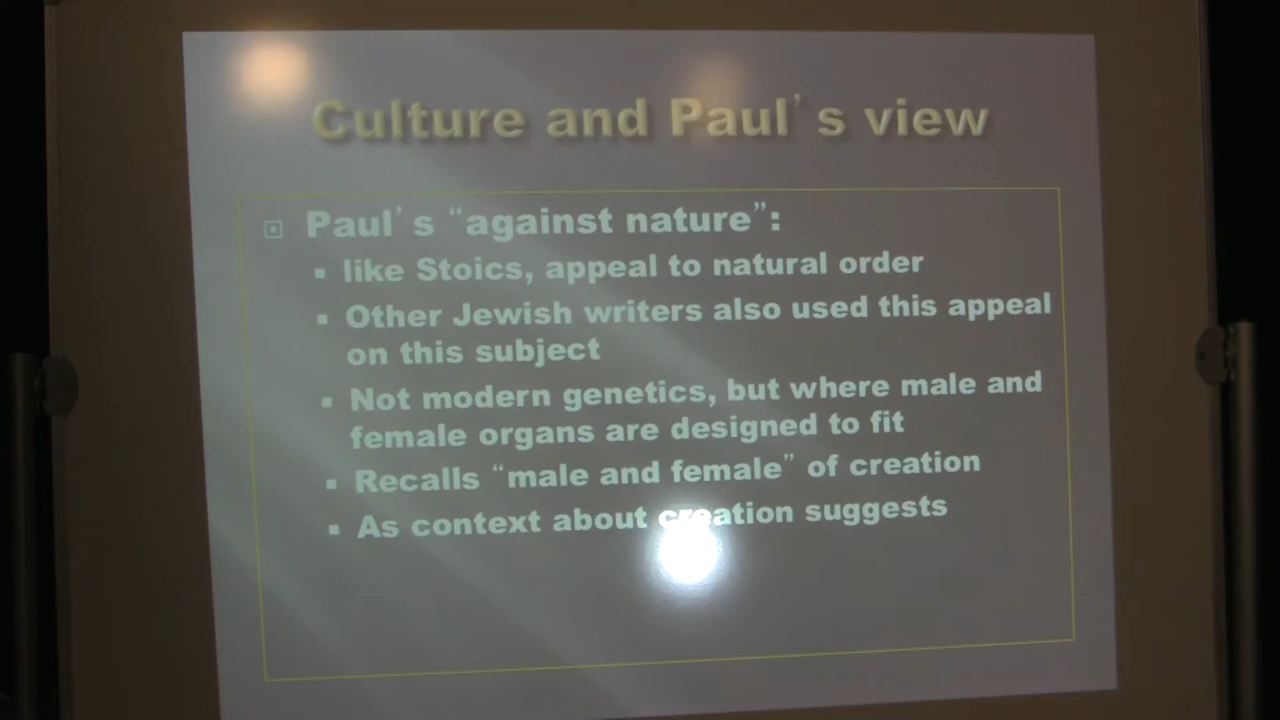 Culture and Paul’s view
Paul’s “against nature”:
like Stoics, appeal to natural order
Other Jewish writers also used this appeal
on this subject
Not modern genetics, but where male and
female organs are designed to fit
Recalls “male and female” of creation
As context about creation suggests